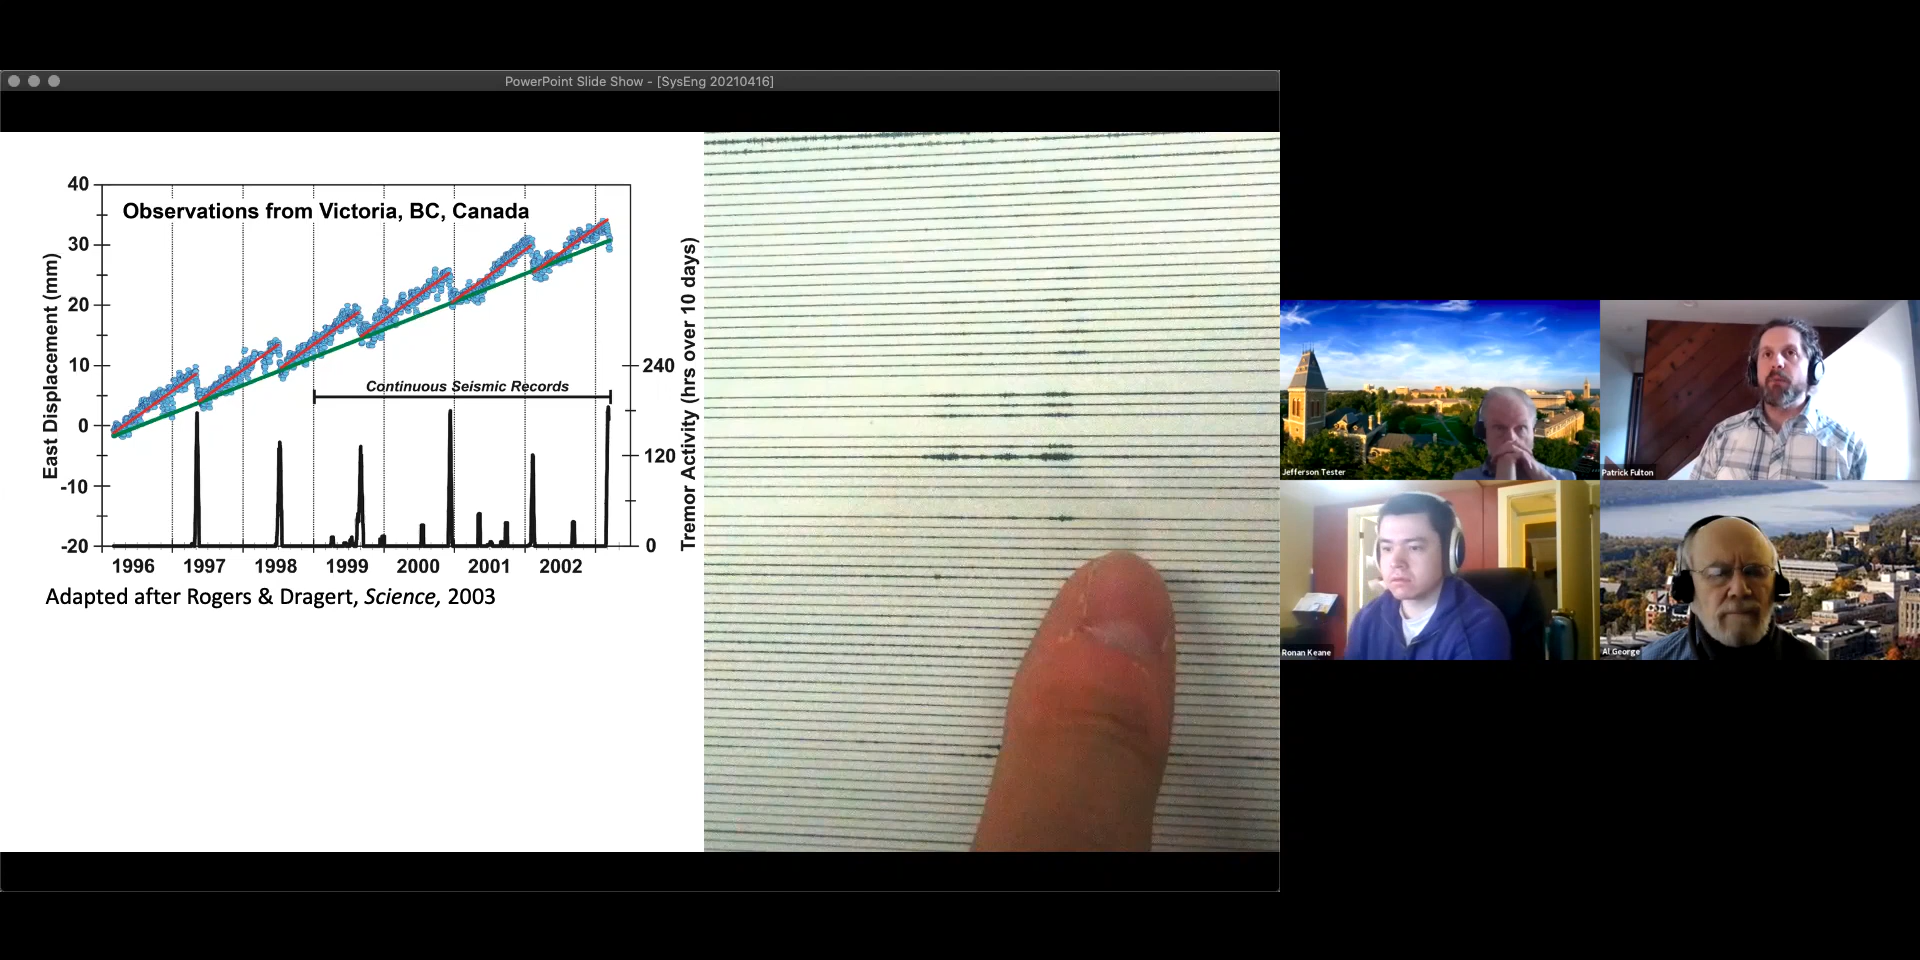 PowerPoint Slide Show - [SysEng 20210416]
Observations from Victoria, BC, Canada
East Displacement (mm)
40
30
20
10
0
-10
-20
Continuous Seismic Records
240
120
0
Tremor Activity (hrs over 10 days)
1996 1997 1998 1999 2000 2001 2002
Adapted after Rogers & Dragert, Science, 2003
Jefferson Tester
Patrick Fulton
Ronan Keane
Al George